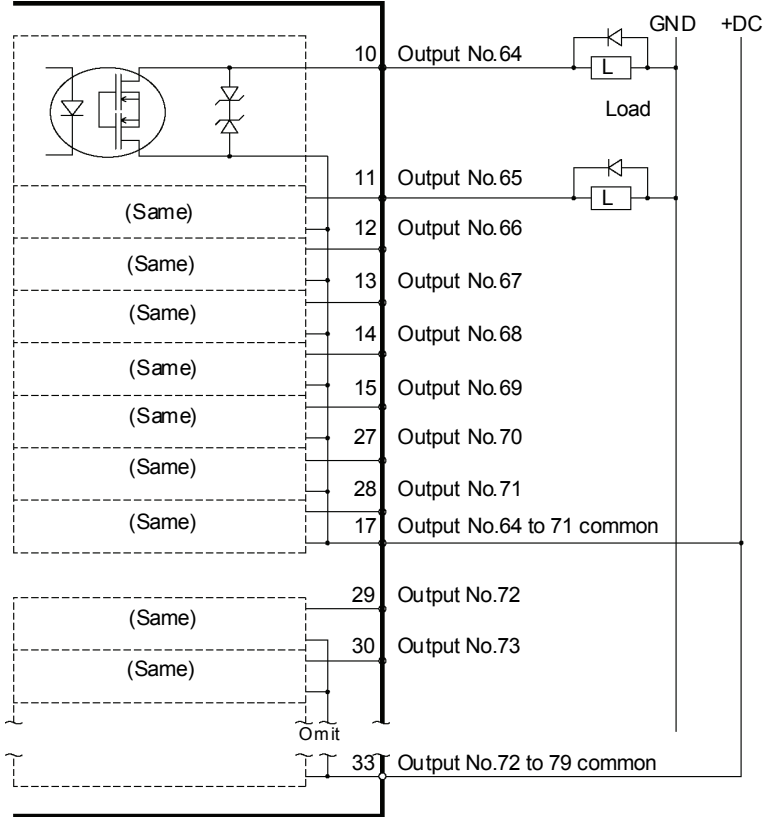 GND +DC
10 Output No.64
L
Load
11 Output No.65
L
(Same)
12 Output No.66
(Same)
13 Output No.67
(Same)
14 Output No.68
(Same)
15 Output No.69
(Same)
27 Output No.70
(Same)
28 Output No.71
(Same)
17 Output No.64 to 71 common
29 Output No.72
(Same)
30 Output No.73
(Same)
Omit
33 Output No.72 to 79 common